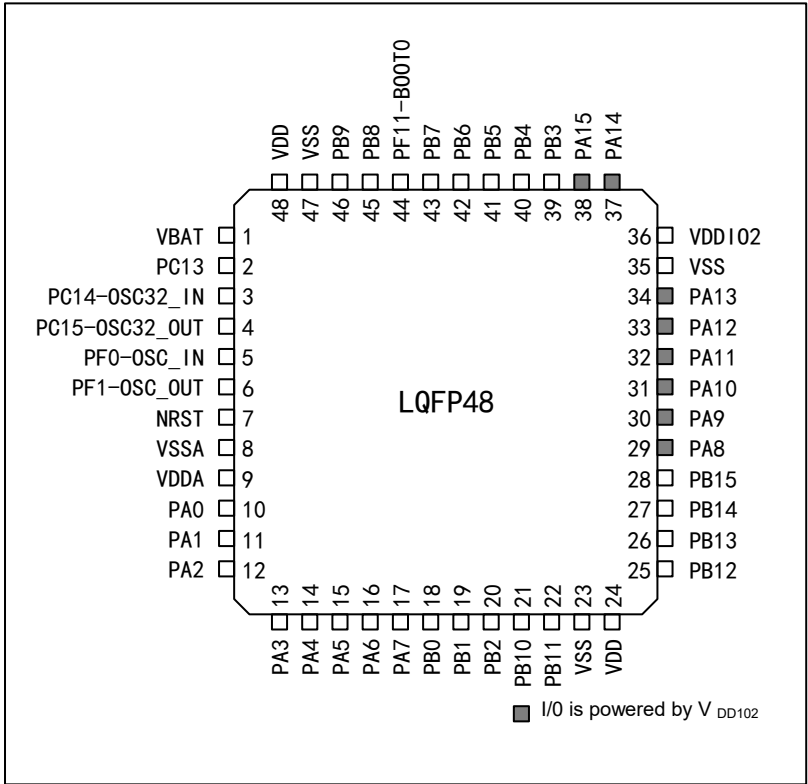 VDD
VSS
PB9
PB8
PF11-BOOT0
PB7
PB6
PB5
PB4
PB3
PA15
PA14
48
47
46
45
44
43
42
41
40
39
38
37
VBAT 1
PC13 2
PC14-OSC32_IN 3
PC15-OSC32_OUT 4
PF0-OSC_IN 5
PF1-OSC_OUT 6
NRST 7
VSSA 8
VDDA 9
PA0 10
PA1 11
PA2 12
LQFP48
36 VDDIO2
35 VSS
34 PA13
33 PA12
32 PA11
31 PA10
30 PA9
29 PA8
28 PB15
27 PB14
26 PB13
25 PB12
13
14
15
16
17
18
19
20
21
22
23
24
PA3
PA4
PA5
PA6
PA7
PB0
PB1
PB2
PB10
PB11
VSS
VDD
I/0 is powered by V DD102